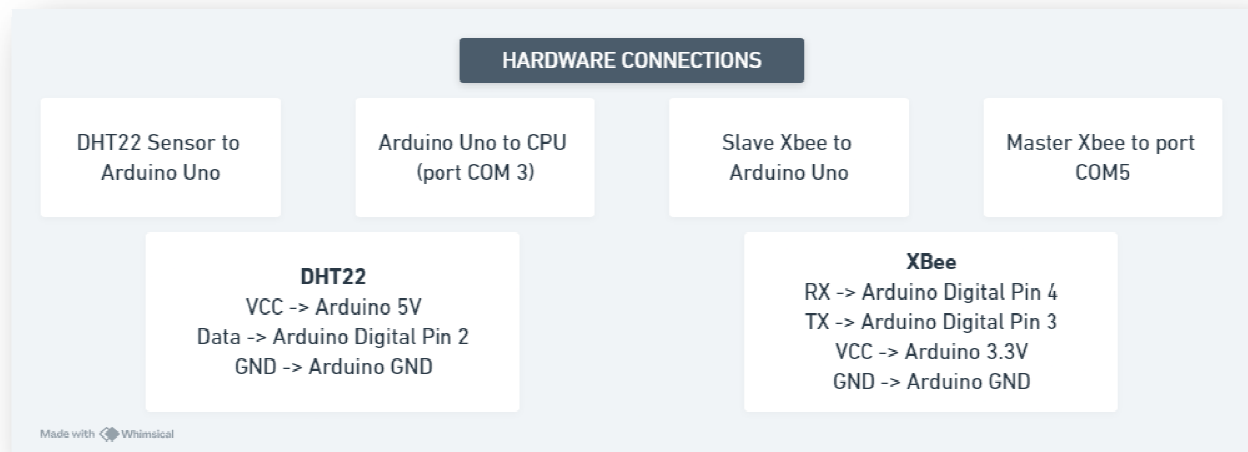 HARDWARE CONNECTIONS
DHT22 Sensor to
Arduino Uno
Arduino Uno to CPU
(port COM 3)
Slave Xbee to
Arduino Uno
Master Xbee to port
COM5
DHT22
VCC -> Arduino 5V
Data -> Arduino Digital Pin 2
GND -> Arduino GND
XBee
RX -> Arduino Digital Pin 4
TX -> Arduino Digital Pin 3
VCC -> Arduino 3.3V
GND -> Arduino GND
Made with Whimsical